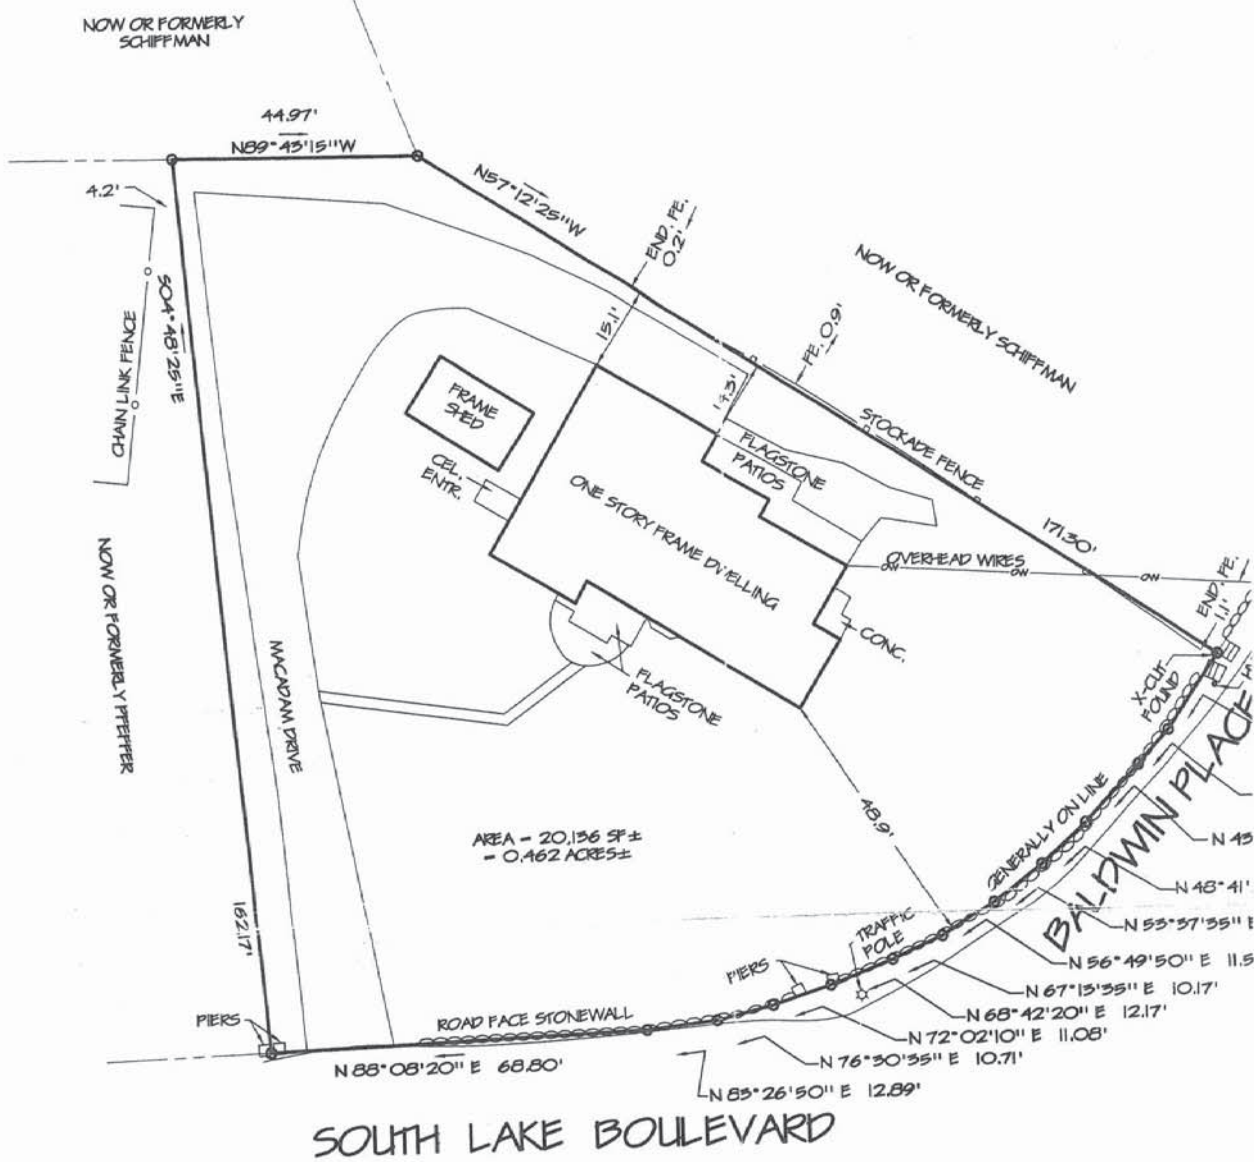 NOW OR FORMERLY
SCHIFFMAN
44.97'
N89°43'15"W
4.2'
N57°12'25"W
END. FE.
0.2'
NOW OR FORMERLY SCHIFFMAN
S04°48'25"E
CHAIN LINK FENCE
15.1'
FE. 0.9'
14.3'
FRAME
SHED
STOCKADE FENCE
FLAGSTONE
PATIOS
CEL.
ENTR.
ONE STORY FRAME DWELLING
171.30'
OVERHEAD WIRES
OW
OW
OW
END. FE.
1.1'
NOW OR FORMERLY PFEFFER
CONC.
MACADAM DRIVE
FLAGSTONE
PATIOS
X-CUT
FOUND
BALDWIN PLACE
48.9'
GENERALLY ON LINE
AREA = 20,136 SF±
= 0.462 ACRES±
N 43
N 48°41'
162.17'
TRAFFIC
POLE
N 53°37'35" E
N 56°49'50" E 11.5
PIERS
N 67°13'35" E 10.17'
N 68°42'20" E 12.17'
PIERS
ROAD FACE STONEWALL
N 72°02'10" E 11.08'
N 88°08'20" E 68.80'
N 76°30'35" E 10.71'
N 83°26'50" E 12.89'
SOUTH LAKE BOULEVARD